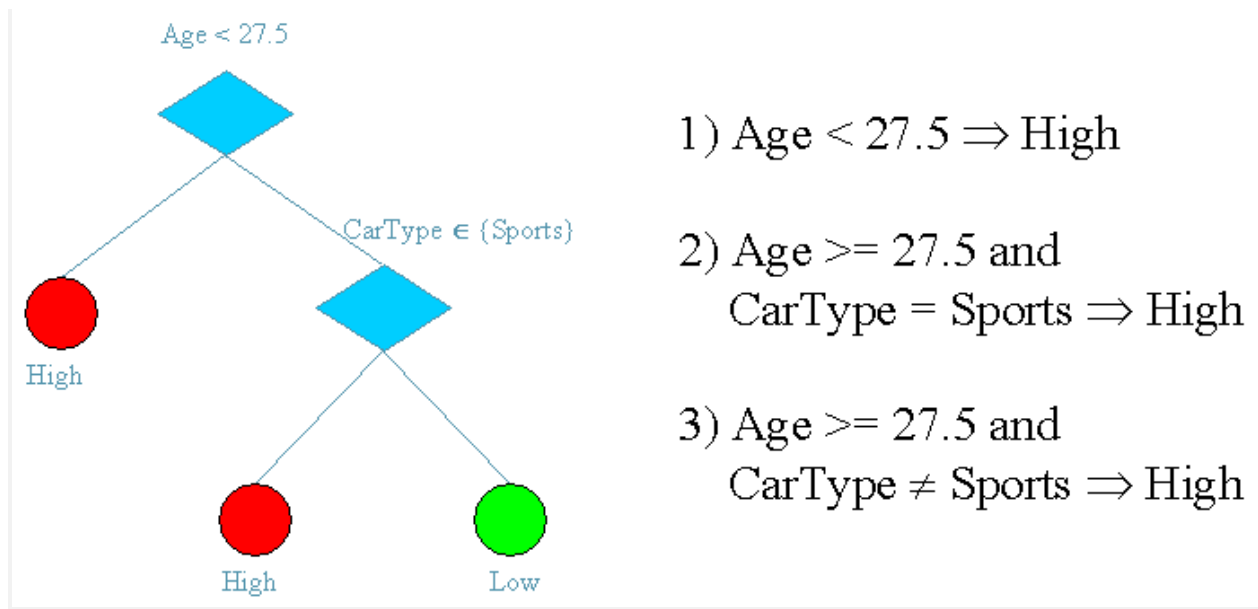 Age < 27.5
CarType ∈ {Sports}
High
High
Low
1) Age < 27.5 ⇒ High
2) Age >= 27.5 and
CarType = Sports ⇒ High
3) Age >= 27.5 and
CarType ≠ Sports ⇒ High